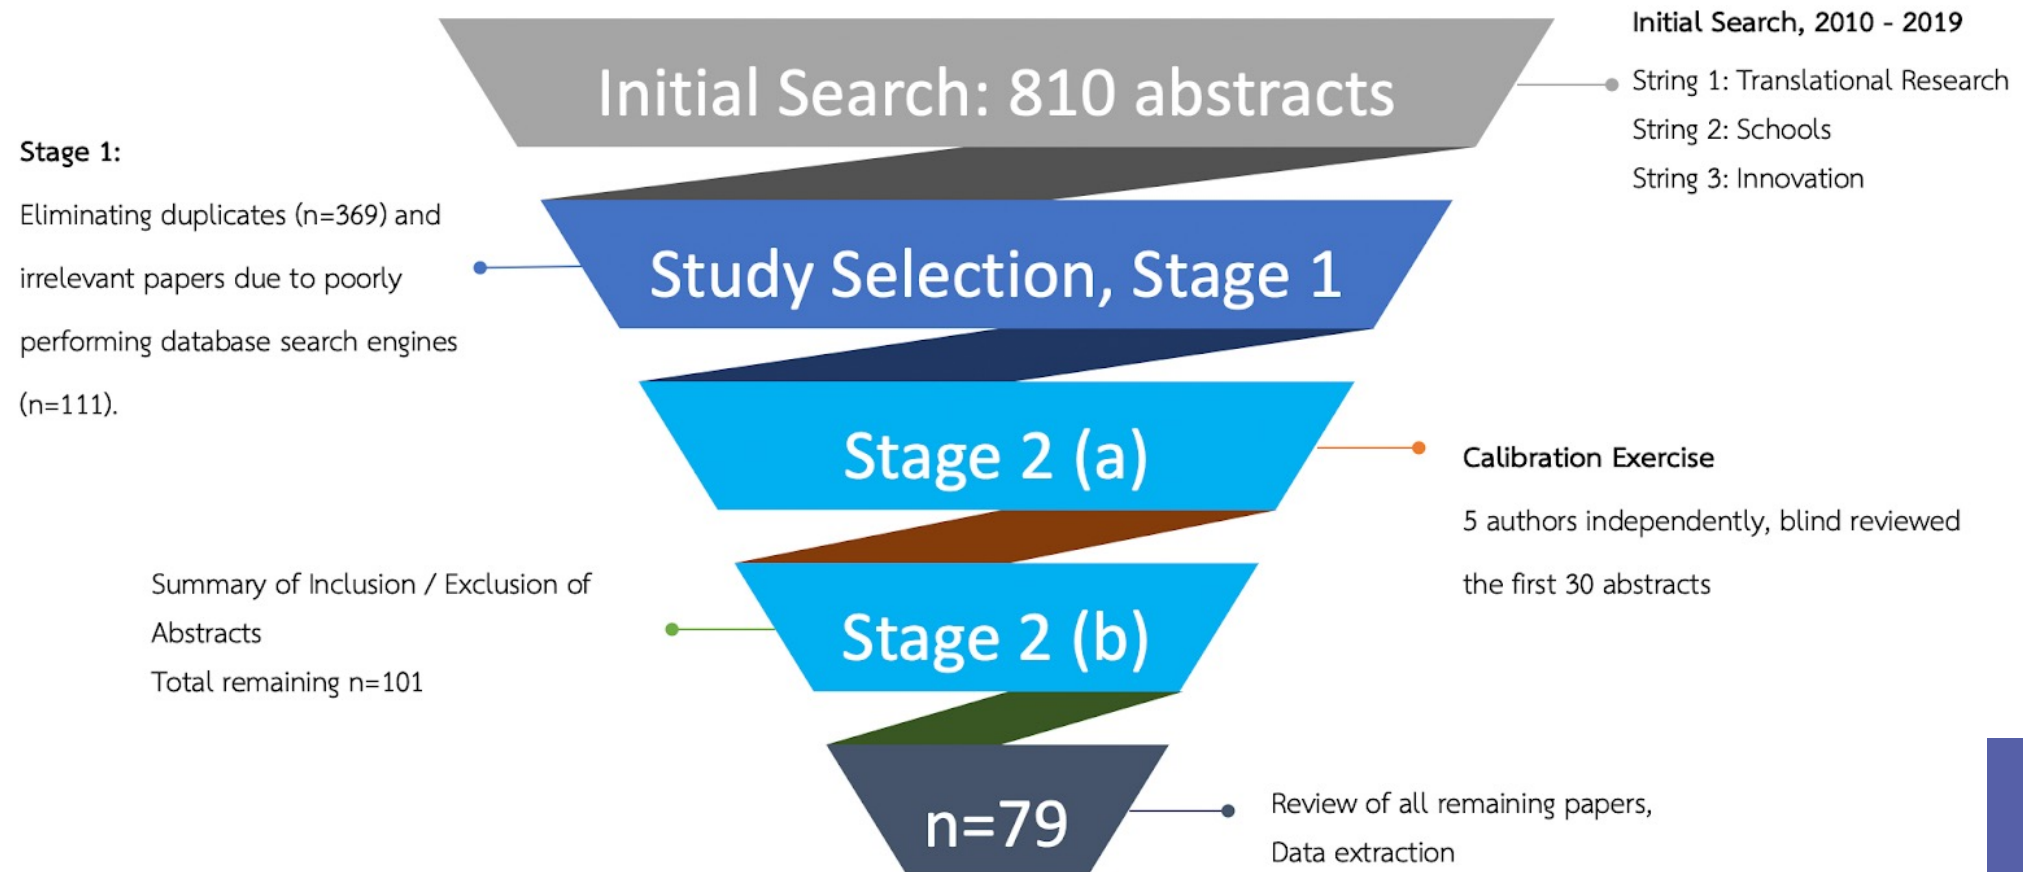 Initial Search: 810 abstracts
Initial Search, 2010 - 2019
String 1: Translational Research
String 2: Schools
String 3: Innovation
Stage 1:
Eliminating duplicates (n=369) and
irrelevant papers due to poorly
performing database search engines
(n=111).
Study Selection, Stage 1
Stage 2 (a)
Calibration Exercise
5 authors independently, blind reviewed
the first 30 abstracts
Summary of Inclusion / Exclusion of
Abstracts
Total remaining n=101
Stage 2 (b)
n=79
Review of all remaining papers,
Data extraction